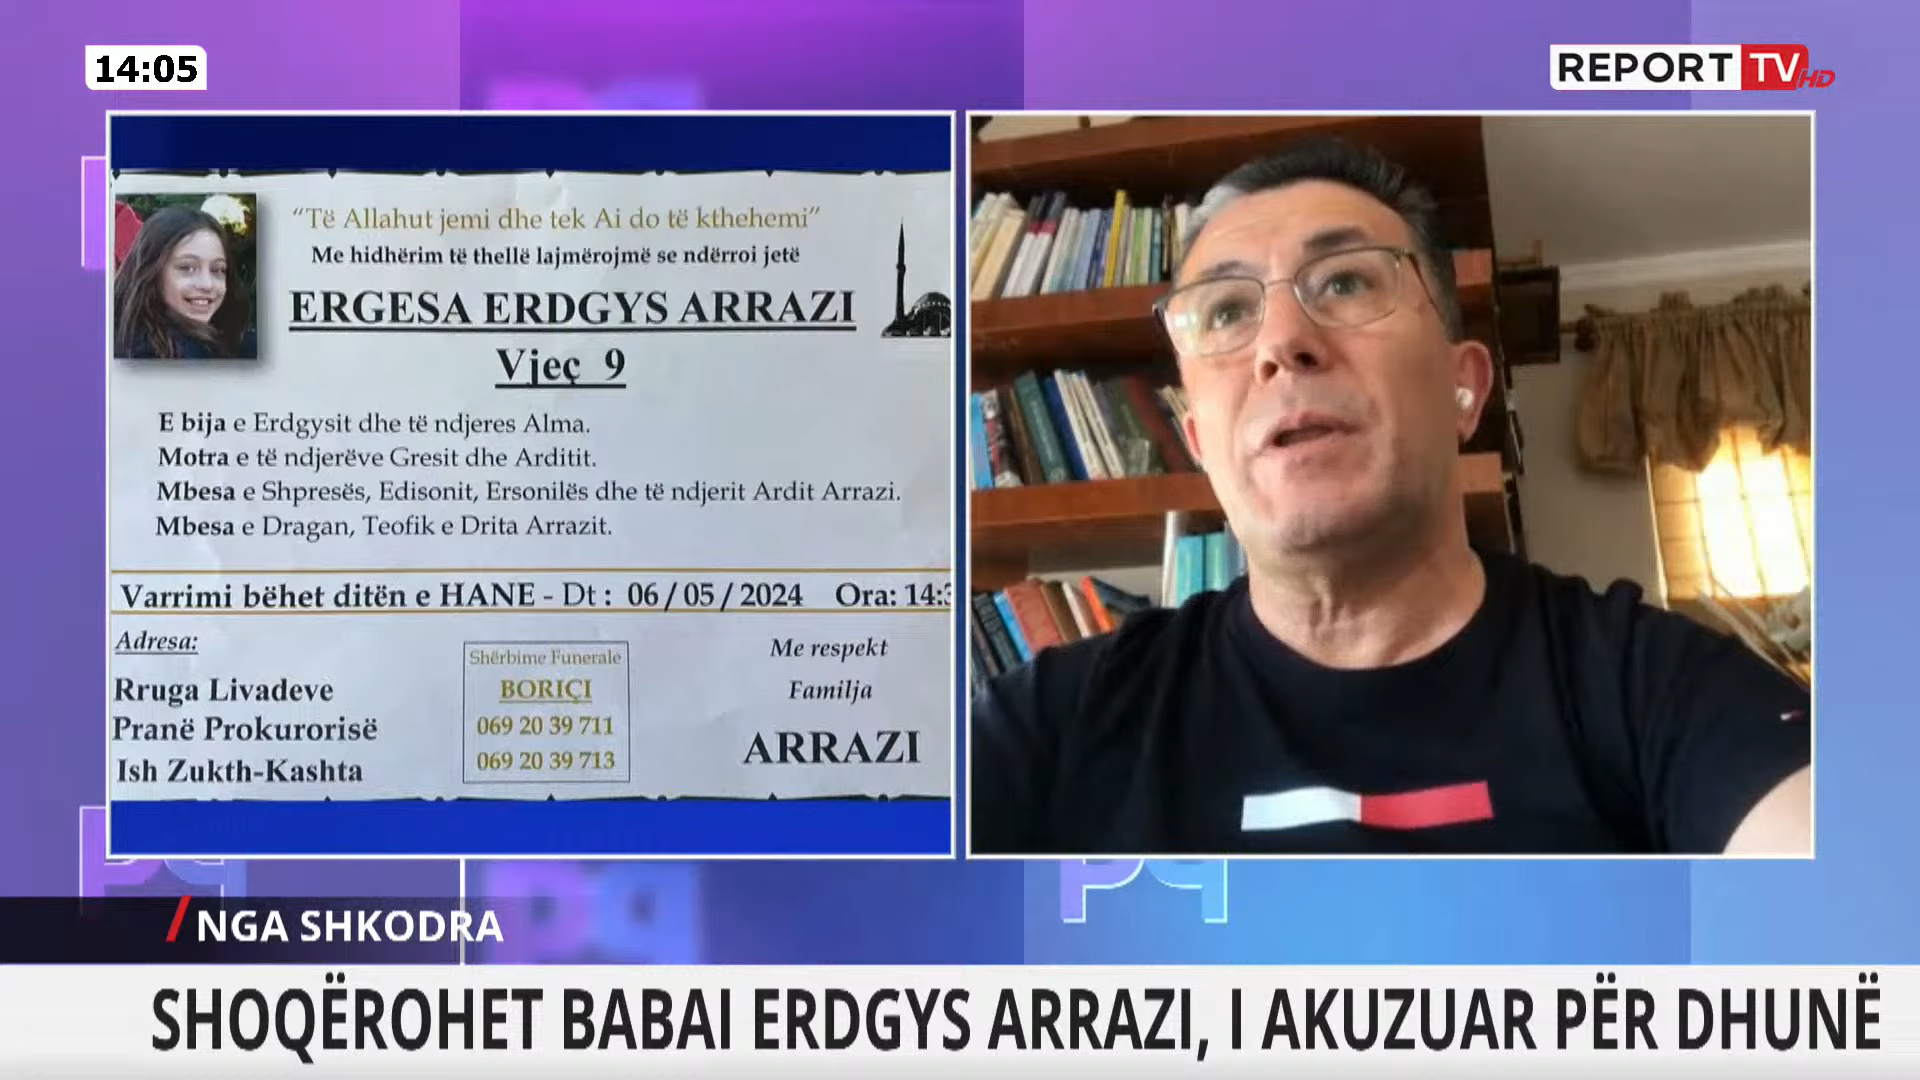 14:05
REPORT TV HD
“Të Allahut jemi dhe tek Ai do të kthehemi”
Me hidhërim të thellë lajmërojmë se ndërroi jetë
ERGESA ERDGYS ARRAZI
Vjeç 9
E bija e Erdgysit dhe të ndjeres Alma.
Motra e të ndjerëve Gresit dhe Arditit.
Mbesa e Shpresës, Edisonit, Ersonilës dhe të ndjerit Ardit Arrazi.
Mbesa e Dragan, Teofik e Drita Arrazit.
Varrimi bëhet ditën e HANE - Dt : 06 / 05 / 2024 Ora: 14:3
Adresa:
Rruga Livadeve
Pranë Prokurorisë
Ish Zukth-Kashta
Shërbime Funerale
BORIÇI
069 20 39 711
069 20 39 713
Me respekt
Familja
ARRAZI
NGA SHKODRA
SHOQËROHET BABAI ERDGYS ARRAZI, I AKUZUAR PËR DHUNË